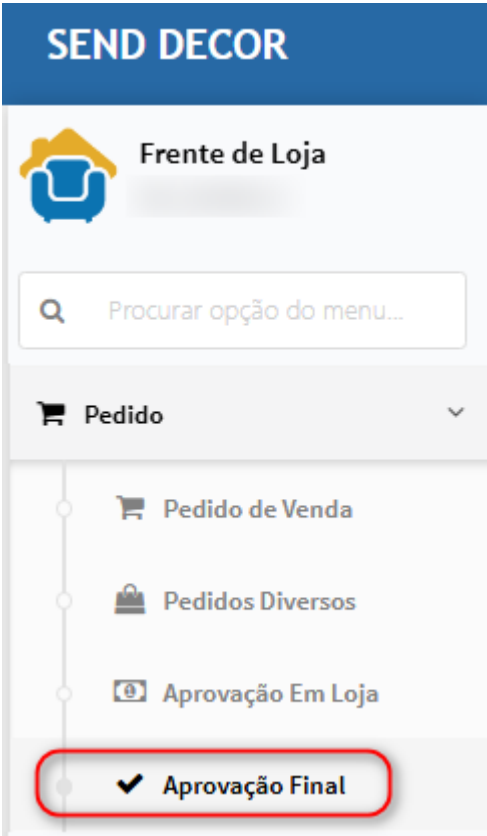 SEND DECOR
Frente de Loja
Procurar opção do menu...
Pedido
Pedido de Venda
Pedidos Diversos
Aprovação Em Loja
Aprovação Final